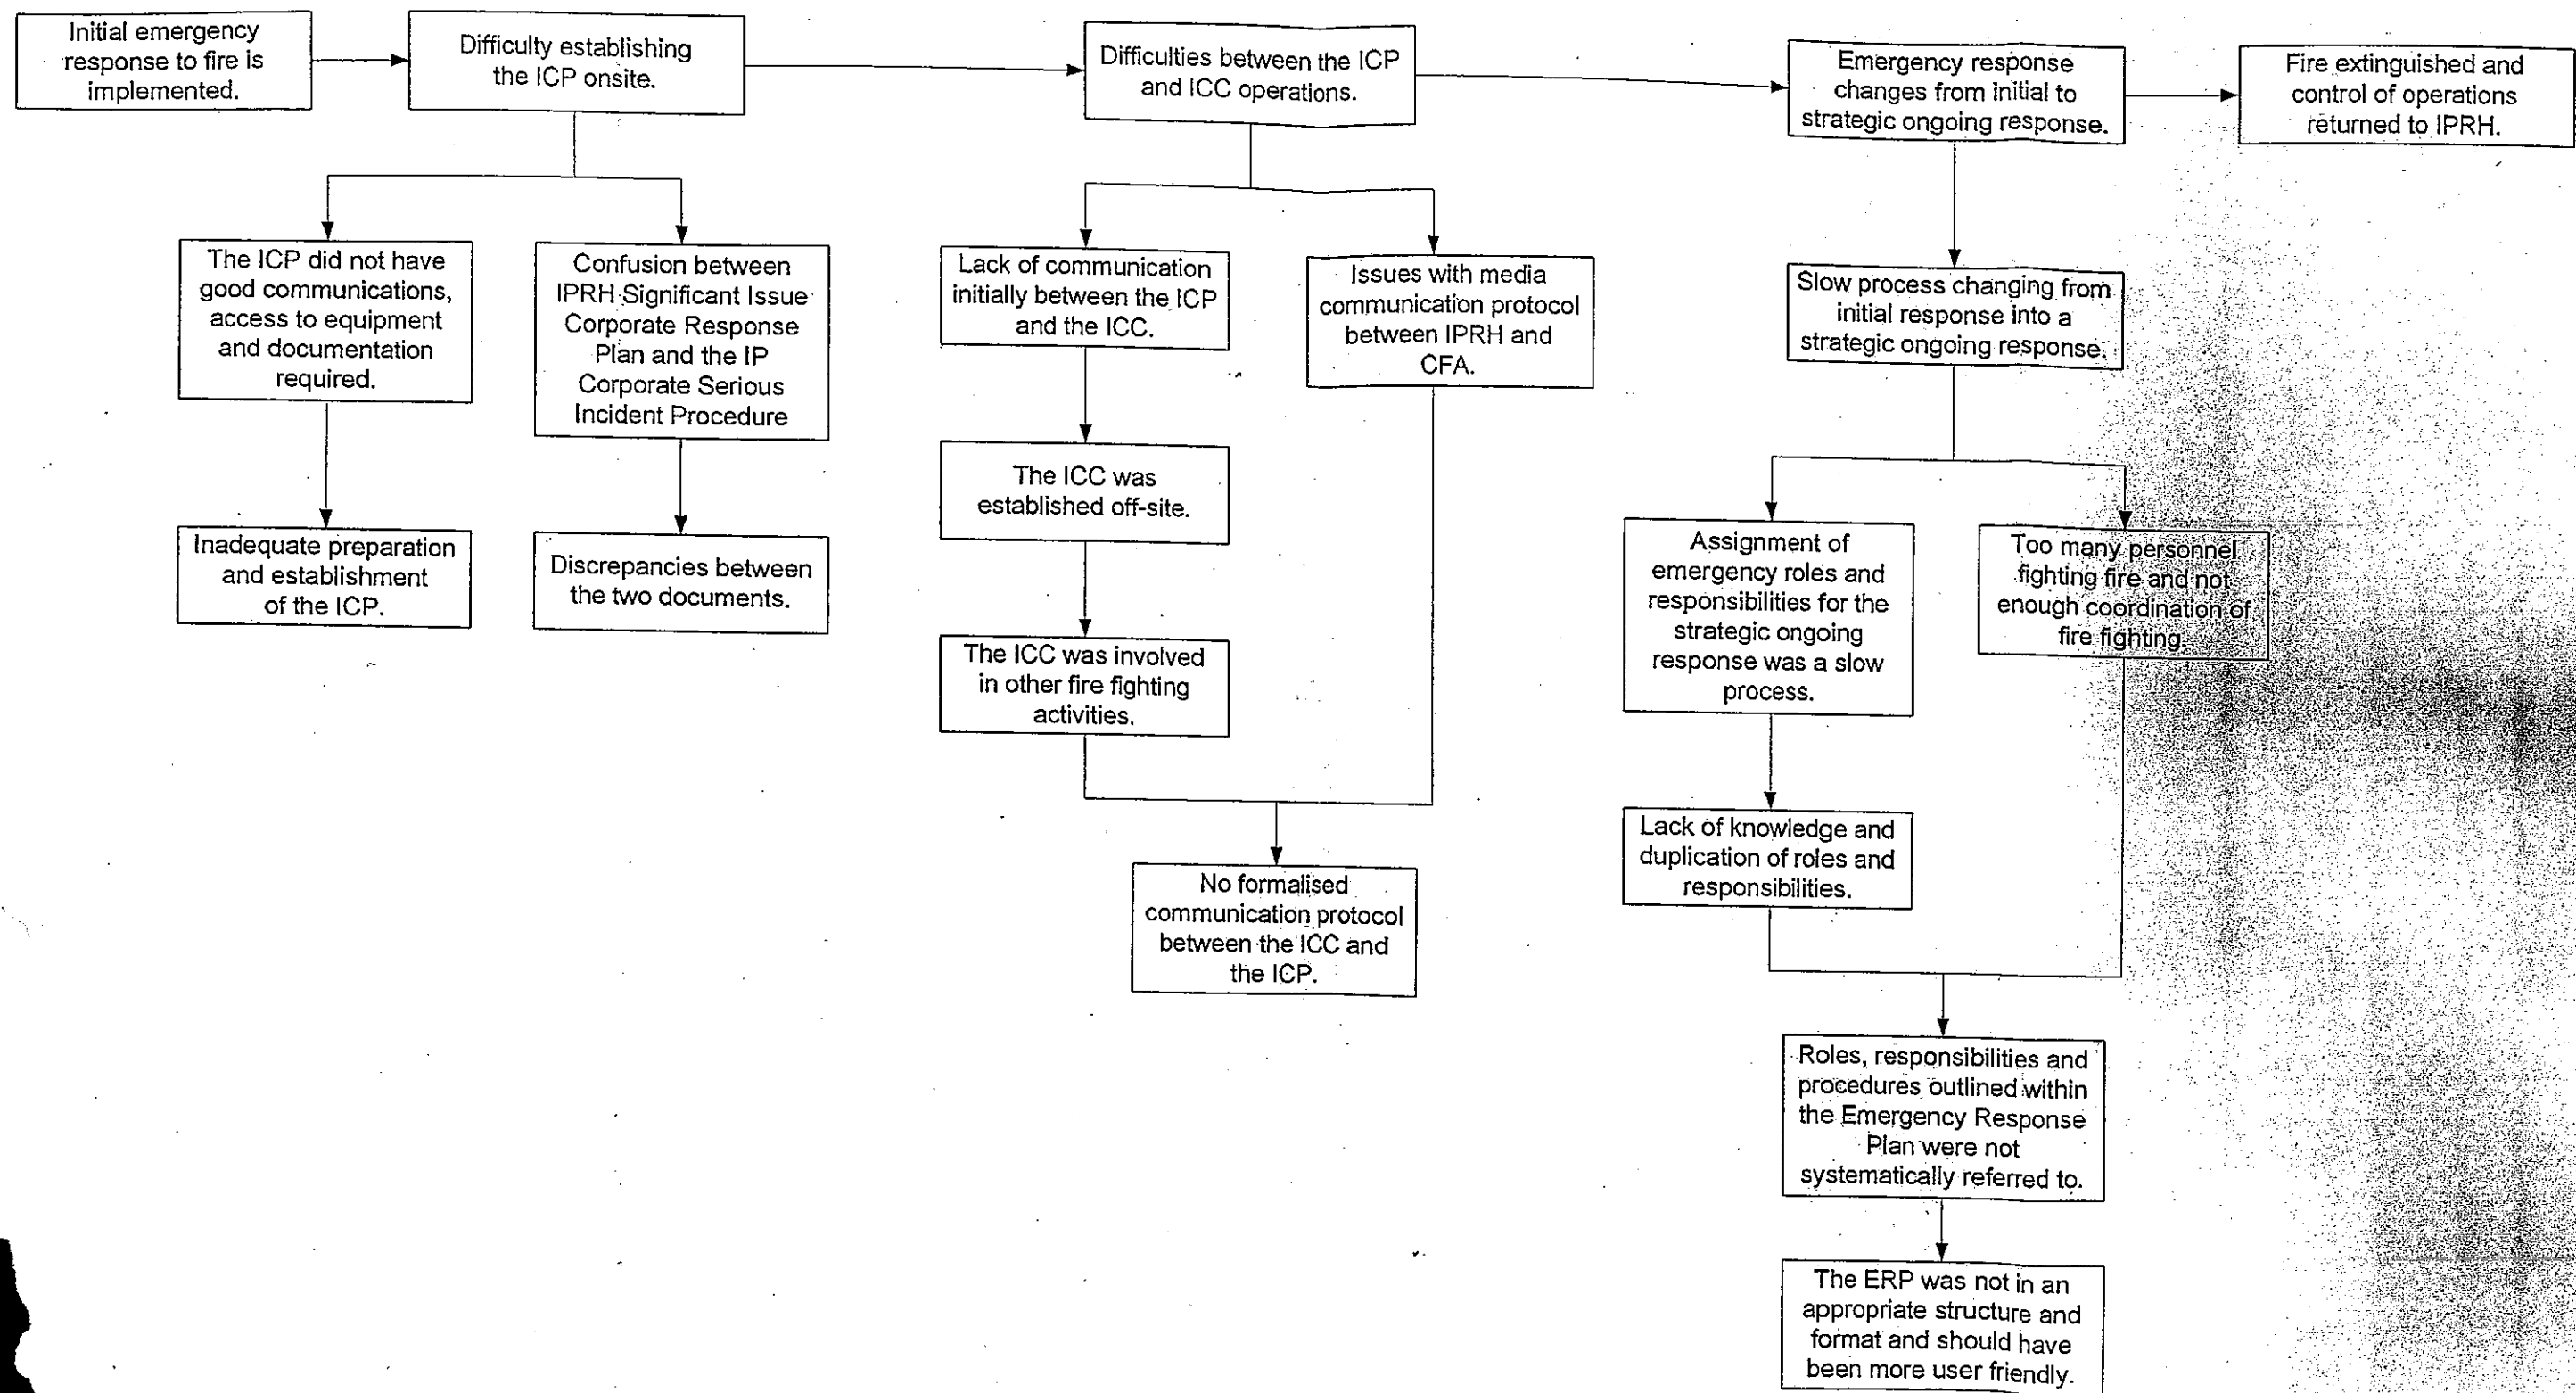 Initial emergency
response to fire is
implemented.
Difficulty establishing
the ICP onsite.
Difficulties between the ICP
and ICC operations.
Emergency response
changes from initial to
strategic ongoing response.
Fire extinguished and
control of operations
returned to IPRH.
The ICP did not have
good communications,
access to equipment
and documentation
required.
Confusion between
IPRH Significant Issue
Corporate Response
Plan and the IP
Corporate Serious
Incident Procedure
Lack of communication
initially between the ICP
and the ICC.
Issues with media
communication protocol
between IPRH and
CFA.
Slow process changing from
initial response into a
strategic ongoing response.
Inadequate preparation
and establishment
of the ICP.
Discrepancies between
the two documents.
The ICC was
established off-site.
The ICC was involved
in other fire fighting
activities.
Assignment of
emergency roles and
responsibilities for the
strategic ongoing
response was a slow
process.
Too many personnel
fighting fire and not
enough coordination of
fire fighting.
No formalised
communication protocol
between the ICC and
the ICP.
Lack of knowledge and
duplication of roles and
responsibilities.
Roles, responsibilities and
procedures outlined within
the Emergency Response
Plan were not
systematically referred to.
The ERP was not in an
appropriate structure and
format and should have
been more user friendly.